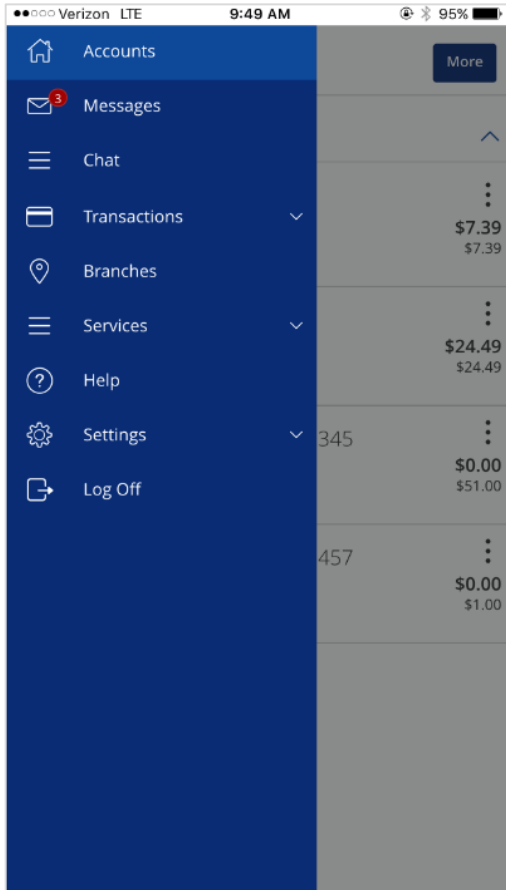 Verizon LTE 9:49 AM 95%
Accounts
More
3
Messages
Chat
Transactions
$7.39
$7.39
Branches
Services
$24.49
$24.49
Help
Settings
345
$0.00
$51.00
Log Off
457
$0.00
$1.00